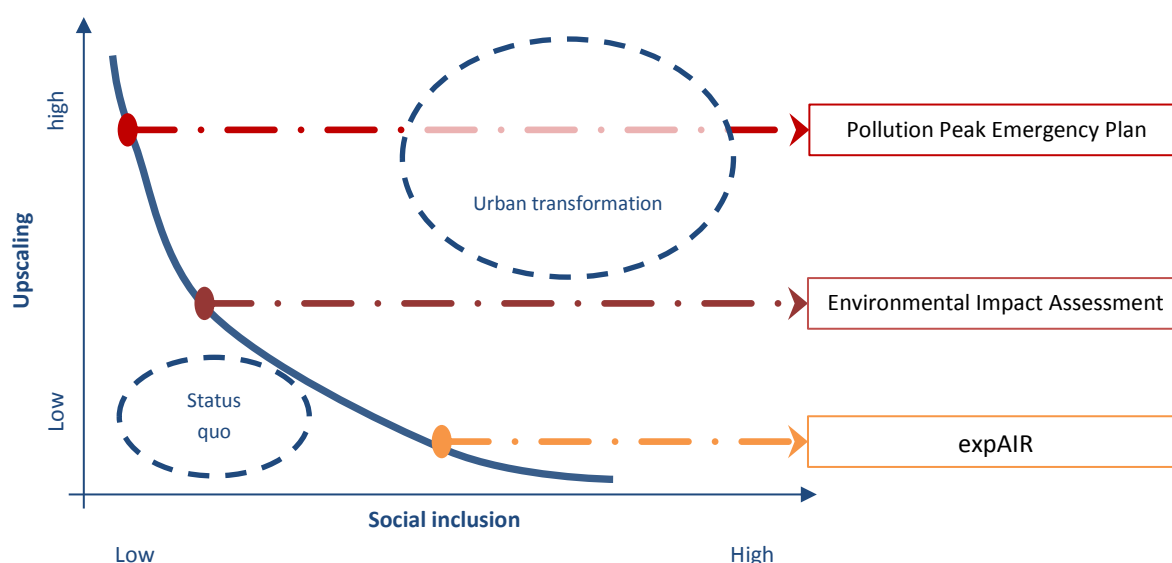 high
Pollution Peak Emergency Plan
Urban transformation
Upscaling
Environmental Impact Assessment
Low
Status
quo
expAIR
Social inclusion
Low
High